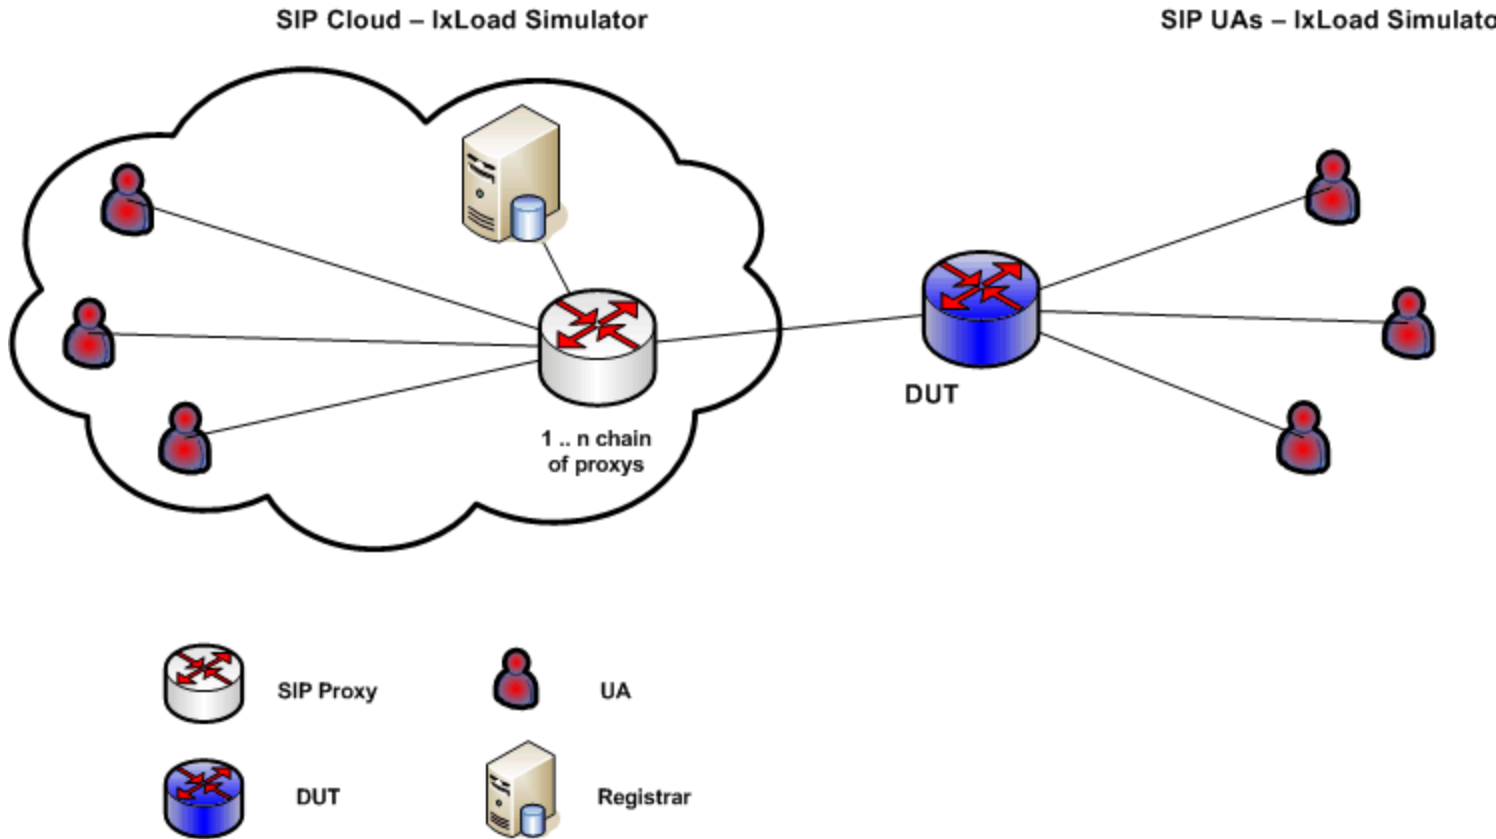 SIP Cloud – IxLoad Simulator
SIP UAs – IxLoad Simulato
DUT
1 .. n chain
of proxys
SIP Proxy
UA
DUT
Registrar